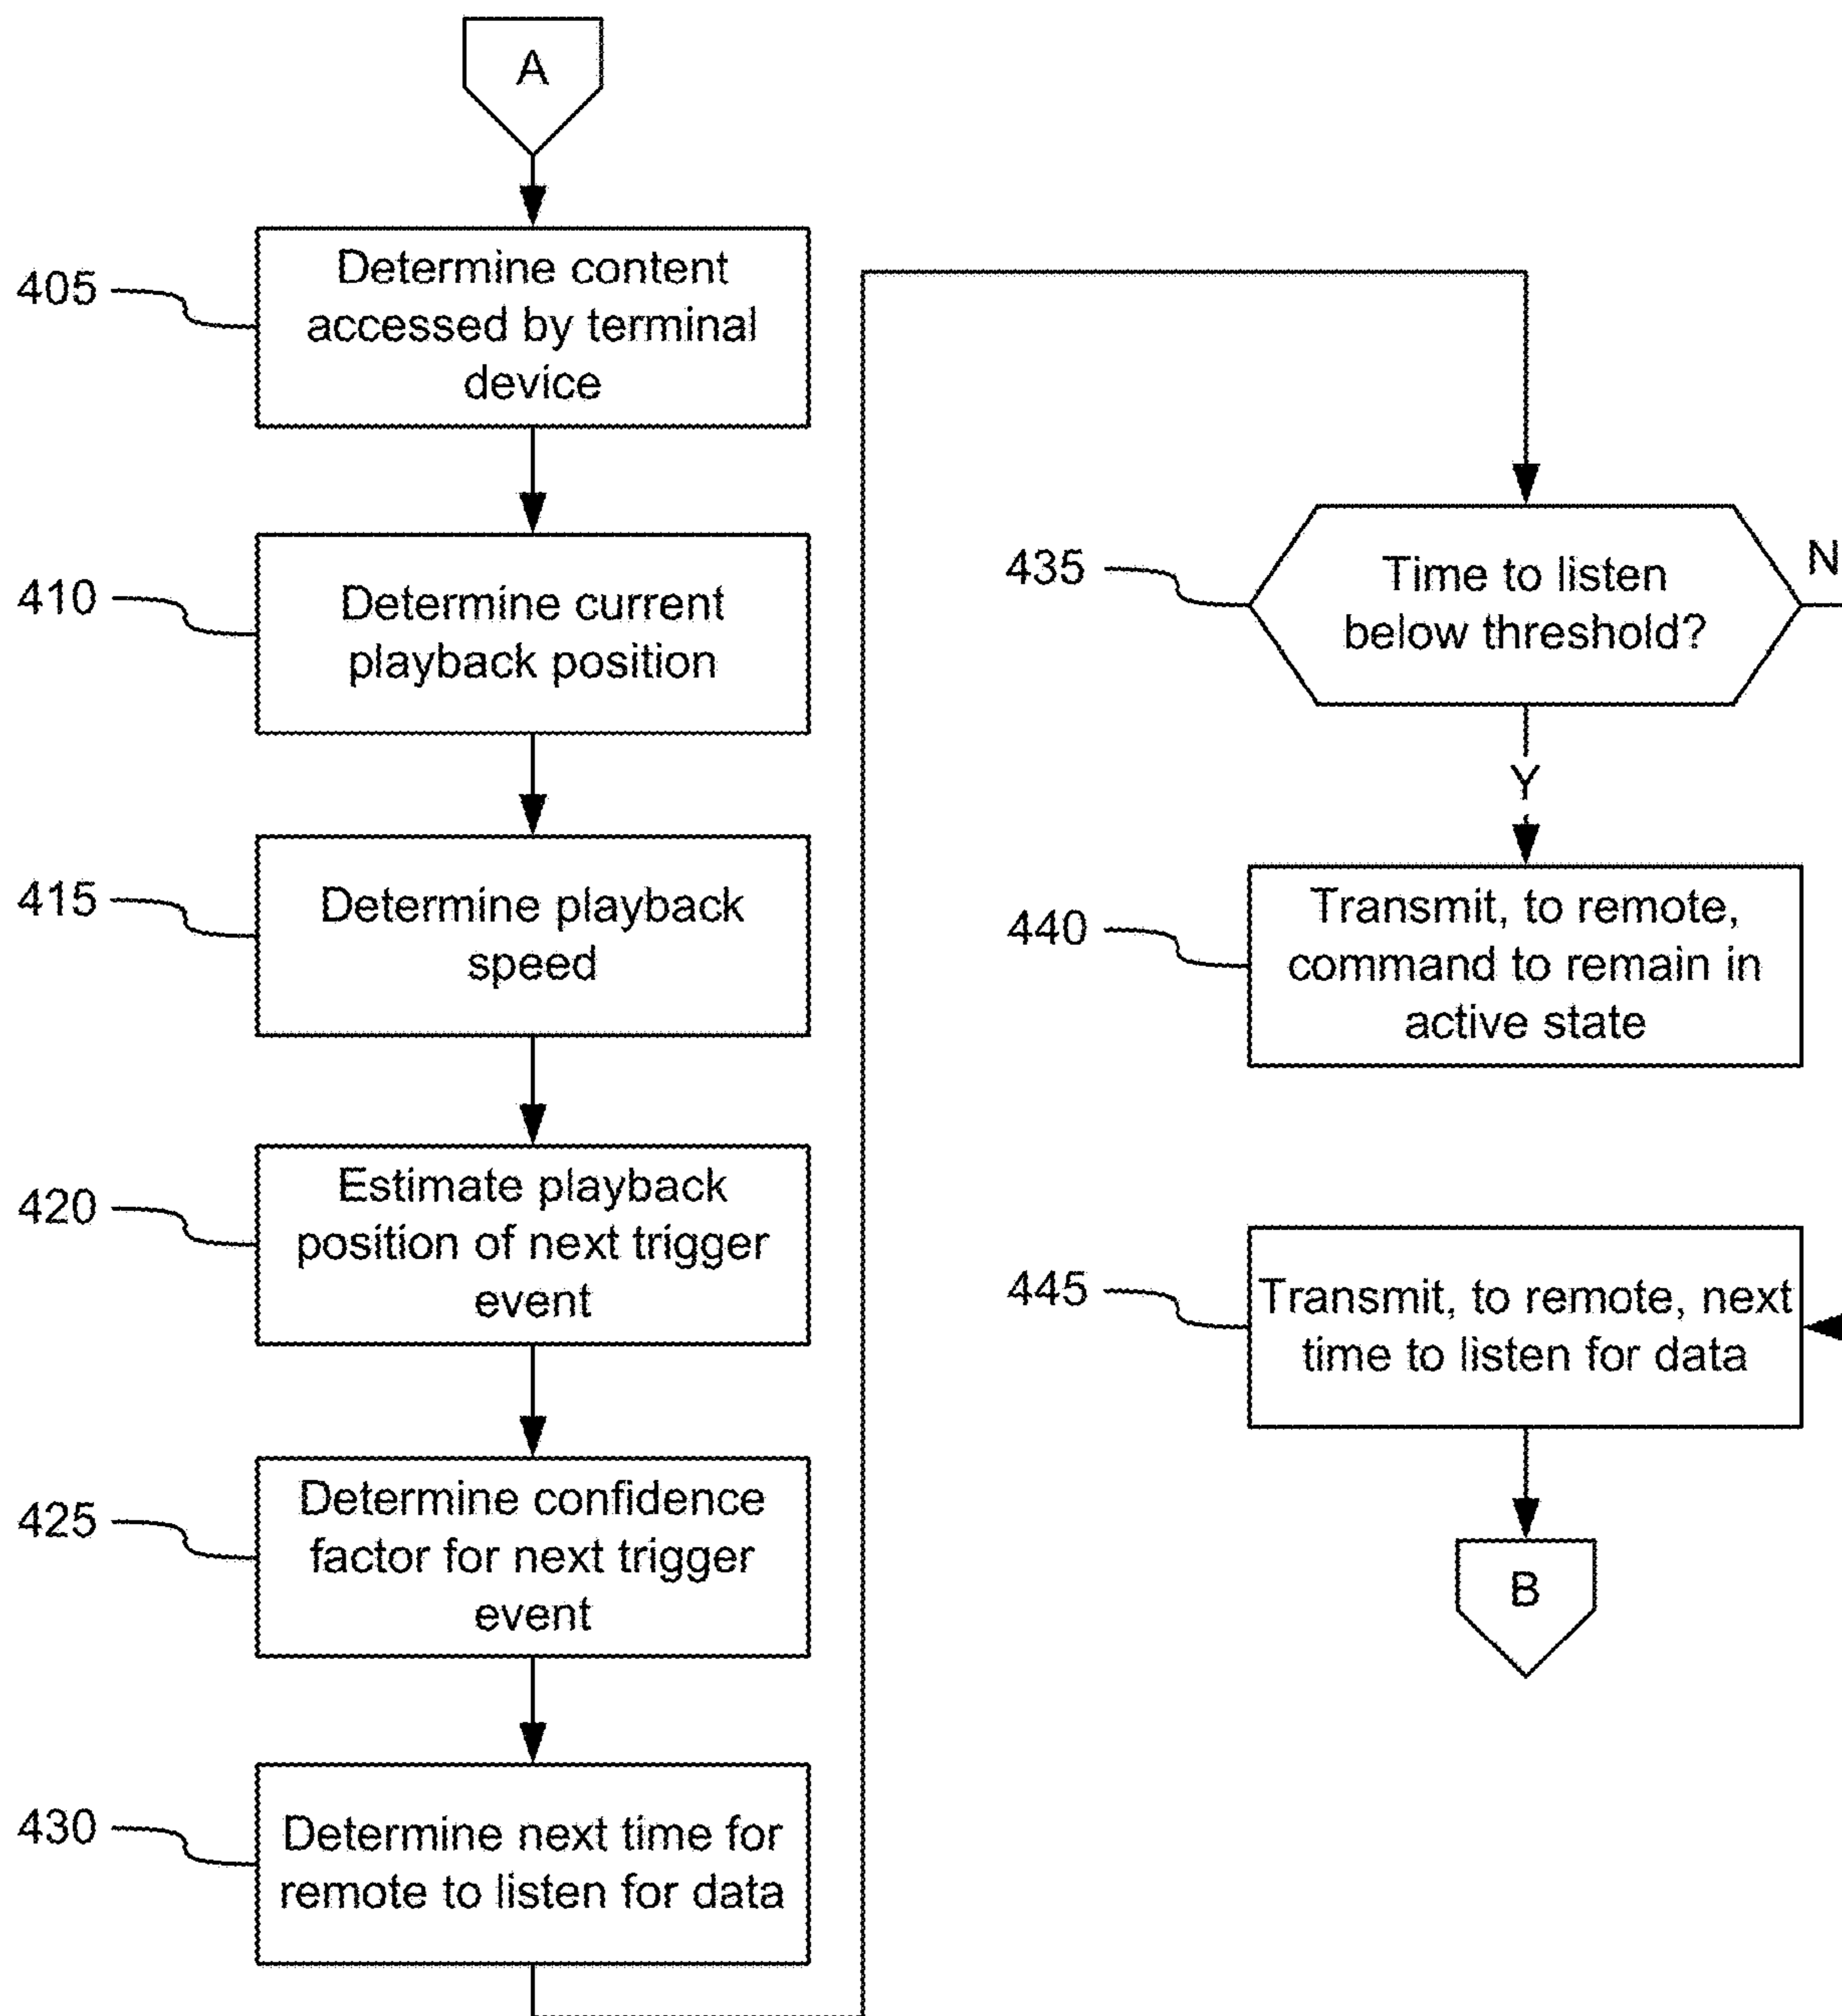 A
405
Determine content
accessed by terminal
device
410
Determine current
playback position
415
Determine playback
speed
420
Estimate playback
position of next trigger
event
425
Determine confidence
factor for next trigger
event
430
Determine next time for
remote to listen for data
435
Time to listen
below threshold?
N
Y
440
Transmit, to remote,
command to remain in
active state
445
Transmit, to remote, next
time to listen for data
B